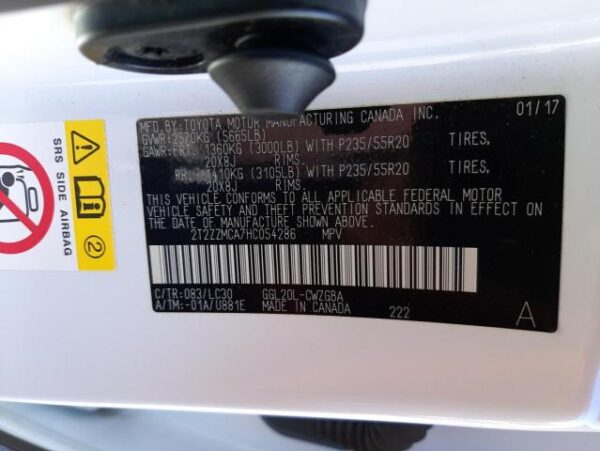 MFD.BY:TOYOTA MOTOR MANUFACTURING CANADA INC. 01/17
GVWR:2570KG (5665LB)
GAWR:FRT. 1360KG (3000LB) WITH P235/55R20 TIRES,
20X8J RIMS.
RR. 1410KG (3105LB) WITH P235/55R20 TIRES,
20X8J RIMS.
THIS VEHICLE CONFORMS TO ALL APPLICABLE FEDERAL MOTOR
VEHICLE SAFETY AND THEFT PREVENTION STANDARDS IN EFFECT ON
THE DATE OF MANUFACTURE SHOWN ABOVE.
2T2ZZMCA7HC054286 MPV
C/TR:083/LC30 GGL20L-CWZGBA
A/TM:-01A/U881E MADE IN CANADA 222 A
SRS SIDE AIRBAG
2